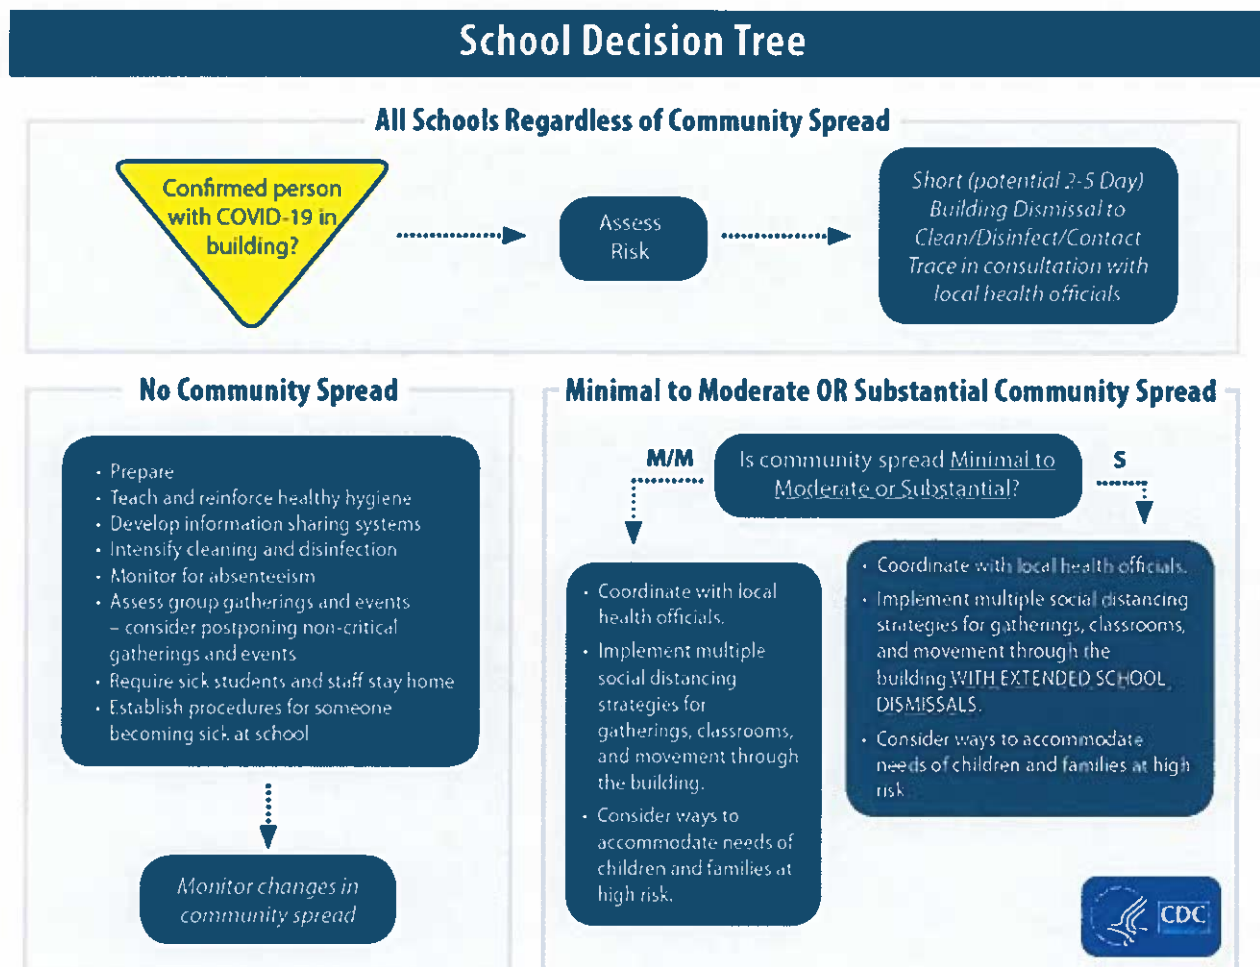 School Decision Tree
All Schools Regardless of Community Spread
Confirmed person
with COVID-19 in
building?
Assess
Risk
Short (potential 2-5 Day)
Building Dismissal to
Clean/Disinfect/Contact
Trace in consultation with
local health officials
No Community Spread
• Prepare
• Teach and reinforce healthy hygiene
• Develop information sharing systems
• Intensify cleaning and disinfection
• Monitor for absenteeism
• Assess group gatherings and events
– consider postponing non-critical
gatherings and events
• Require sick students and staff stay home
• Establish procedures for someone
becoming sick at school
Monitor changes in
community spread
Minimal to Moderate OR Substantial Community Spread
Is community spread Minimal to
Moderate or Substantial?
M/M
• Coordinate with local
health officials.
• Implement multiple
social distancing
strategies for
gatherings, classrooms,
and movement through
the building.
• Consider ways to
accommodate needs of
children and families at
high risk.
S
• Coordinate with local health officials.
• Implement multiple social distancing
strategies for gatherings, classrooms,
and movement through the
building WITH EXTENDED SCHOOL
DISMISSALS.
• Consider ways to accommodate
needs of children and families at high
risk
CDC